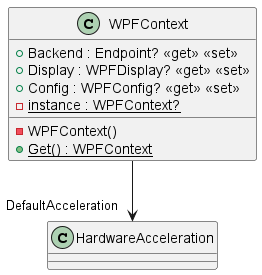 C WPFContext
Backend : Endpoint? «get» «set»
Display : WPFDisplay? «get» «set»
Config : WPFConfig? «get» «set»
instance : WPFContext?
WPFContext()
Get() : WPFContext
DefaultAcceleration
C HardwareAcceleration